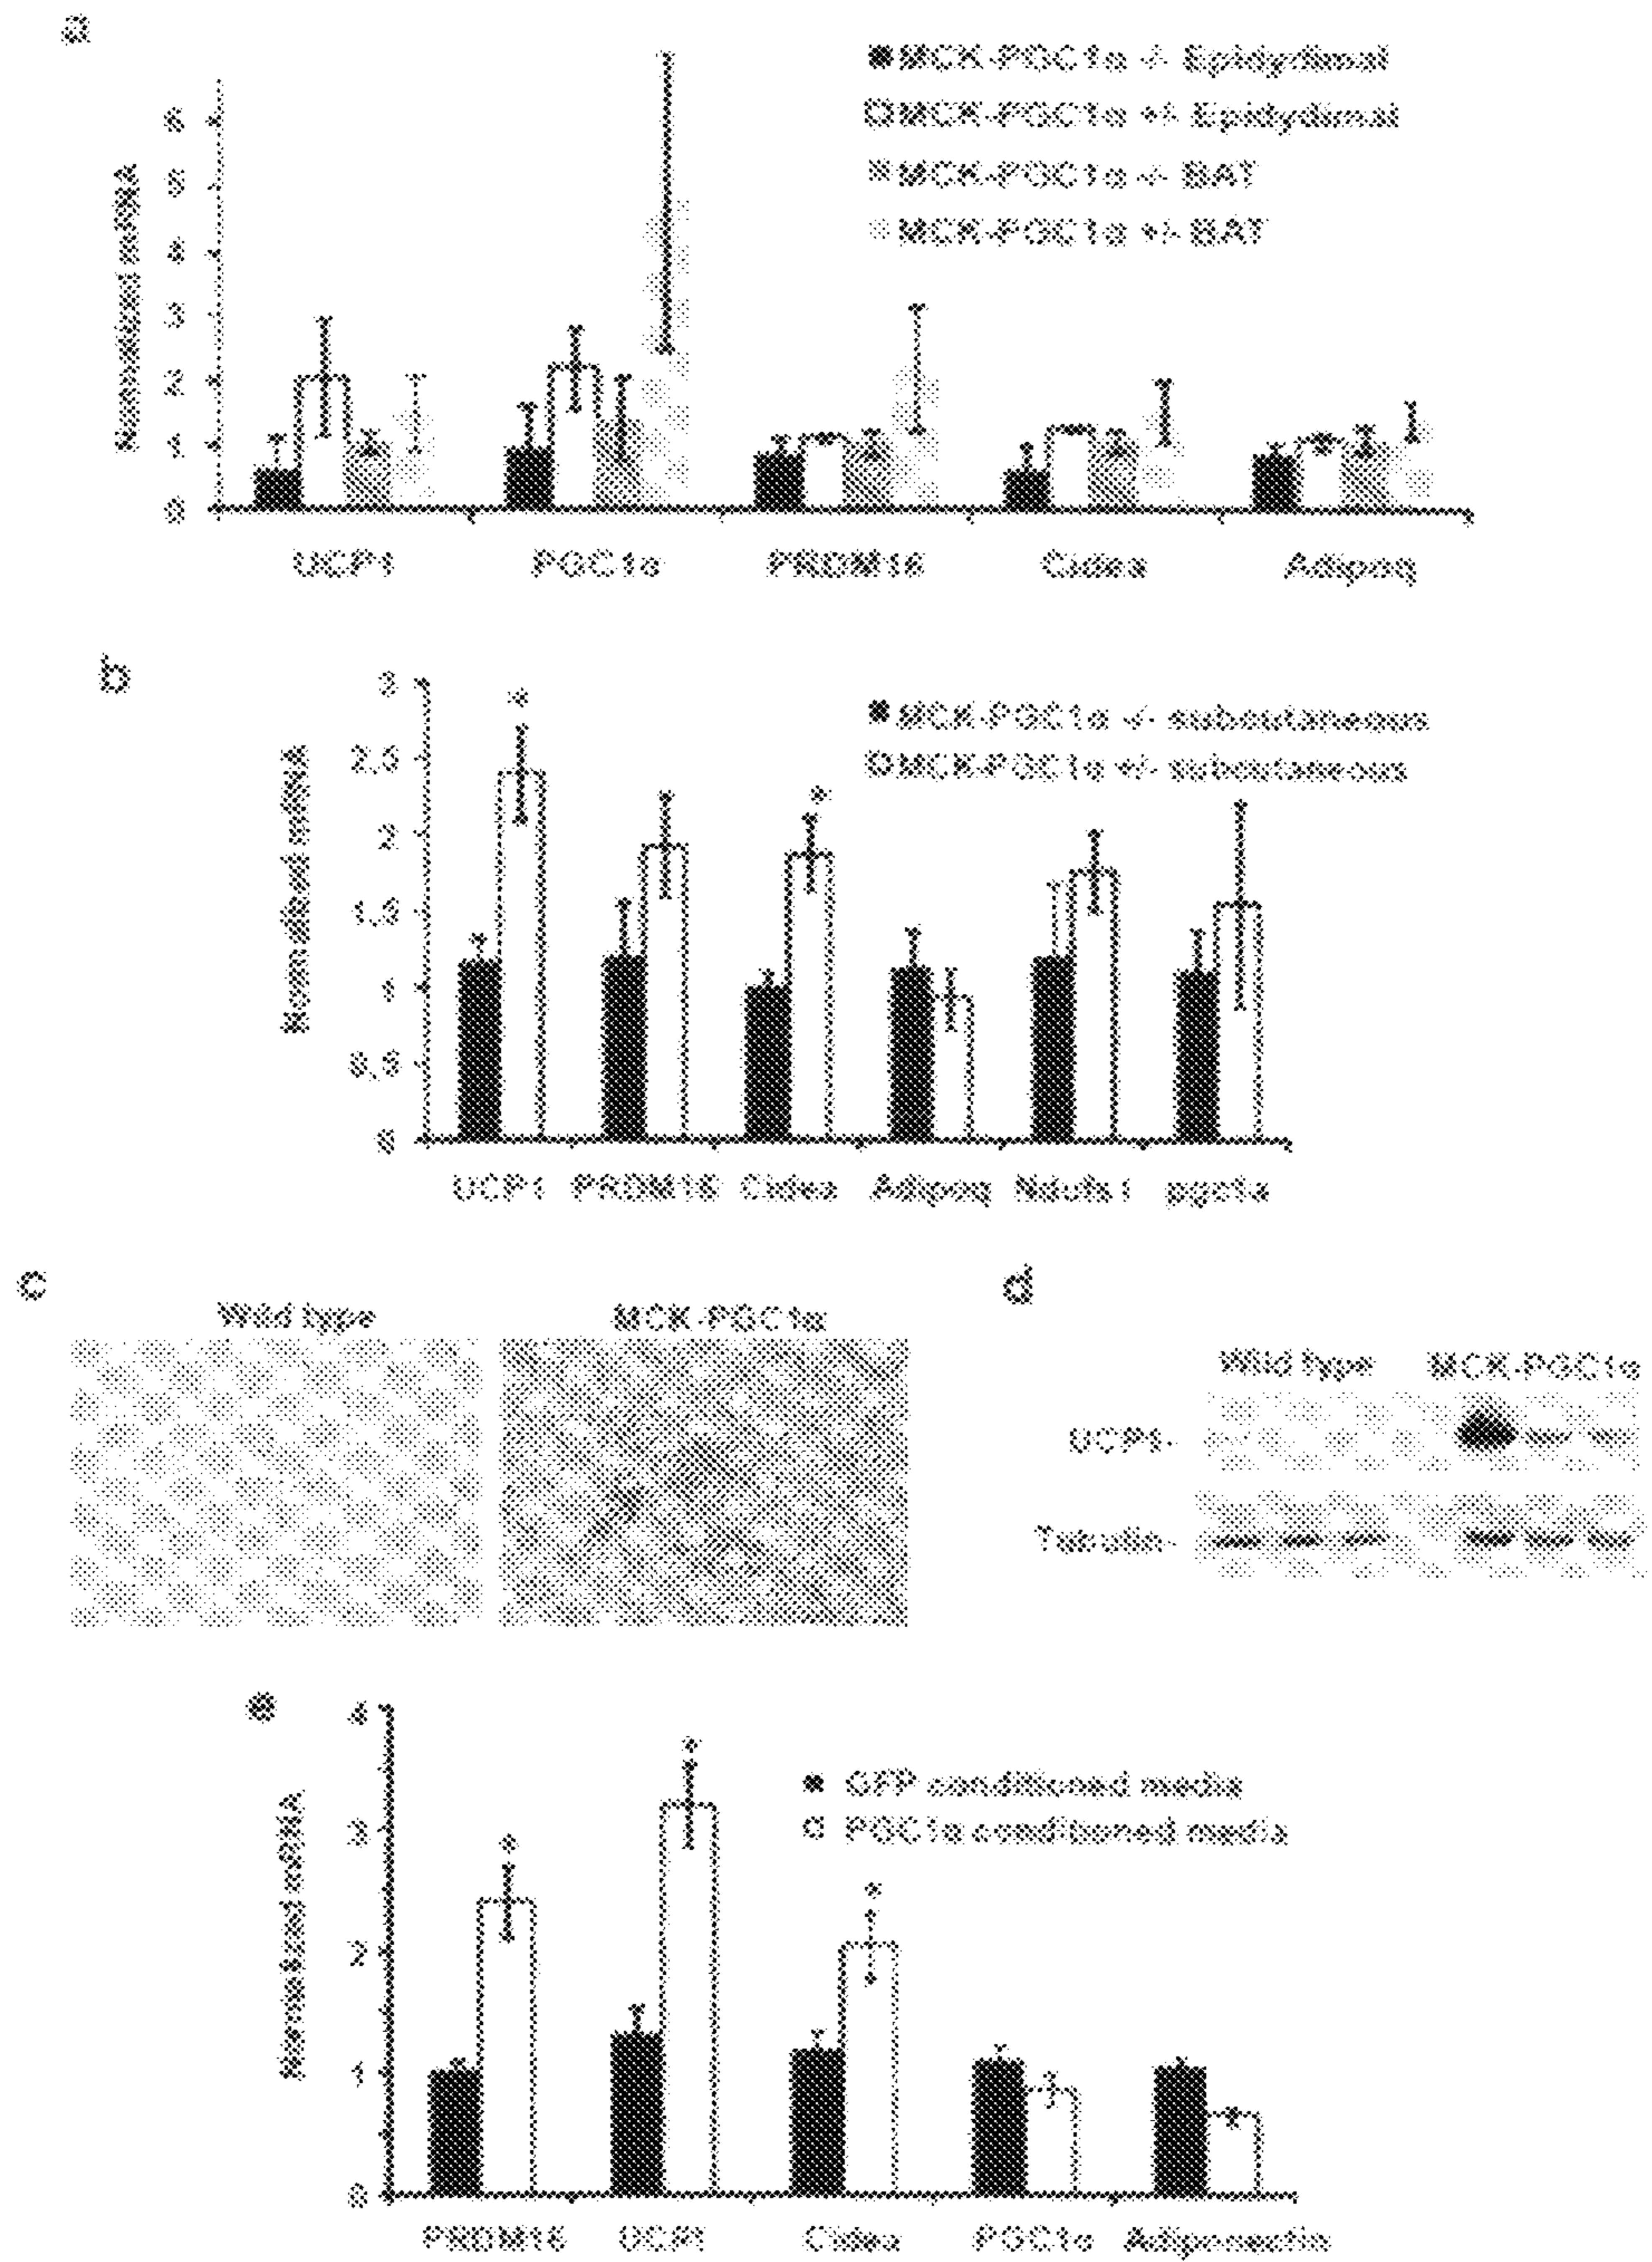 a
■MCK-PGC1α -/- Epidydimal
□MCK-PGC1α +/- Epidydimal
MCK-PGC1α -/- BAT
MCK-PGC1α +/- BAT
Normalized mRNA
6
5
4
3
2
1
0
UCP1 PGC1α PRDM16 Cidea Adipoq
b
■MCK-PGC1α -/- subcutaneous
□MCK-PGC1α +/- subcutaneous
Normalized mRNA
3
2.5
2
1.5
1
0.5
0
* *
UCP1 PRDM16 Cidea Adipoq Ndufs1 pgc1a
c
Wild type MCK-PGC1α
d
Wild type MCK-PGC1α
UCP1-
Tubulin-
e
■ GFP conditioned media
□ PGC1α conditioned media
Normalized mRNA
4
3
2
1
0
* * *
PRDM16 UCP1 Cidea PGC1α Adiponectin